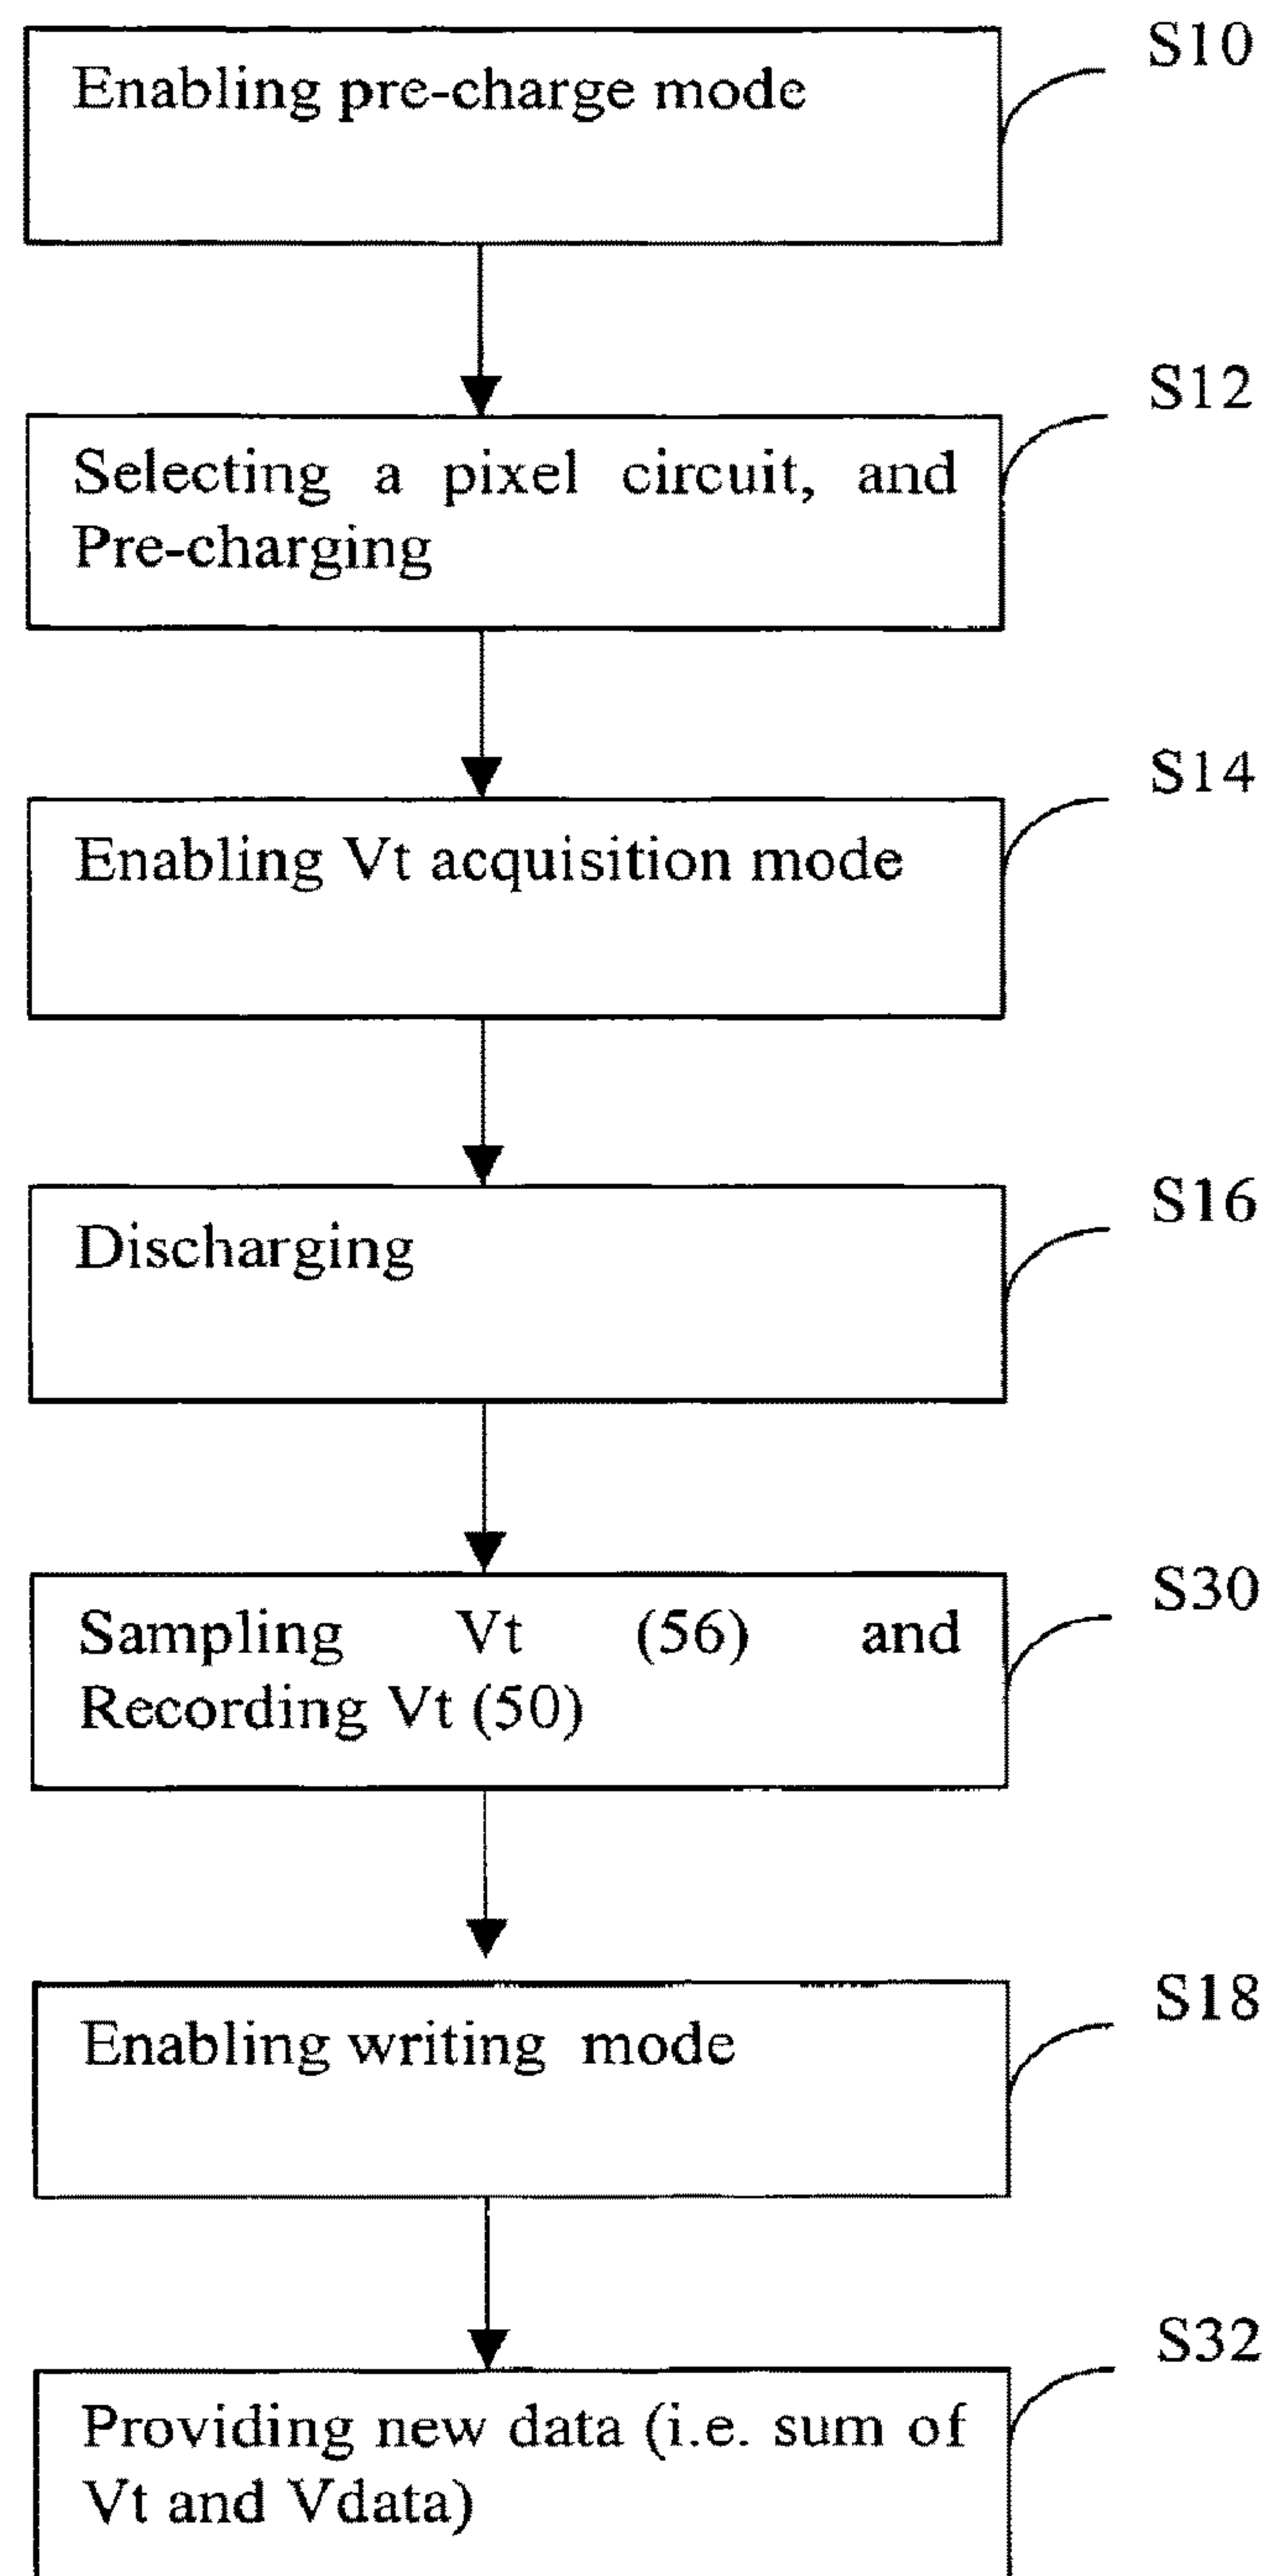 S10
Enabling pre-charge mode
S12
Selecting a pixel circuit, and
Pre-charging
S14
Enabling Vt acquisition mode
S16
Discharging
S30
Sampling Vt (56) and
Recording Vt (50)
S18
Enabling writing mode
S32
Providing new data (i.e. sum of
Vt and Vdata)